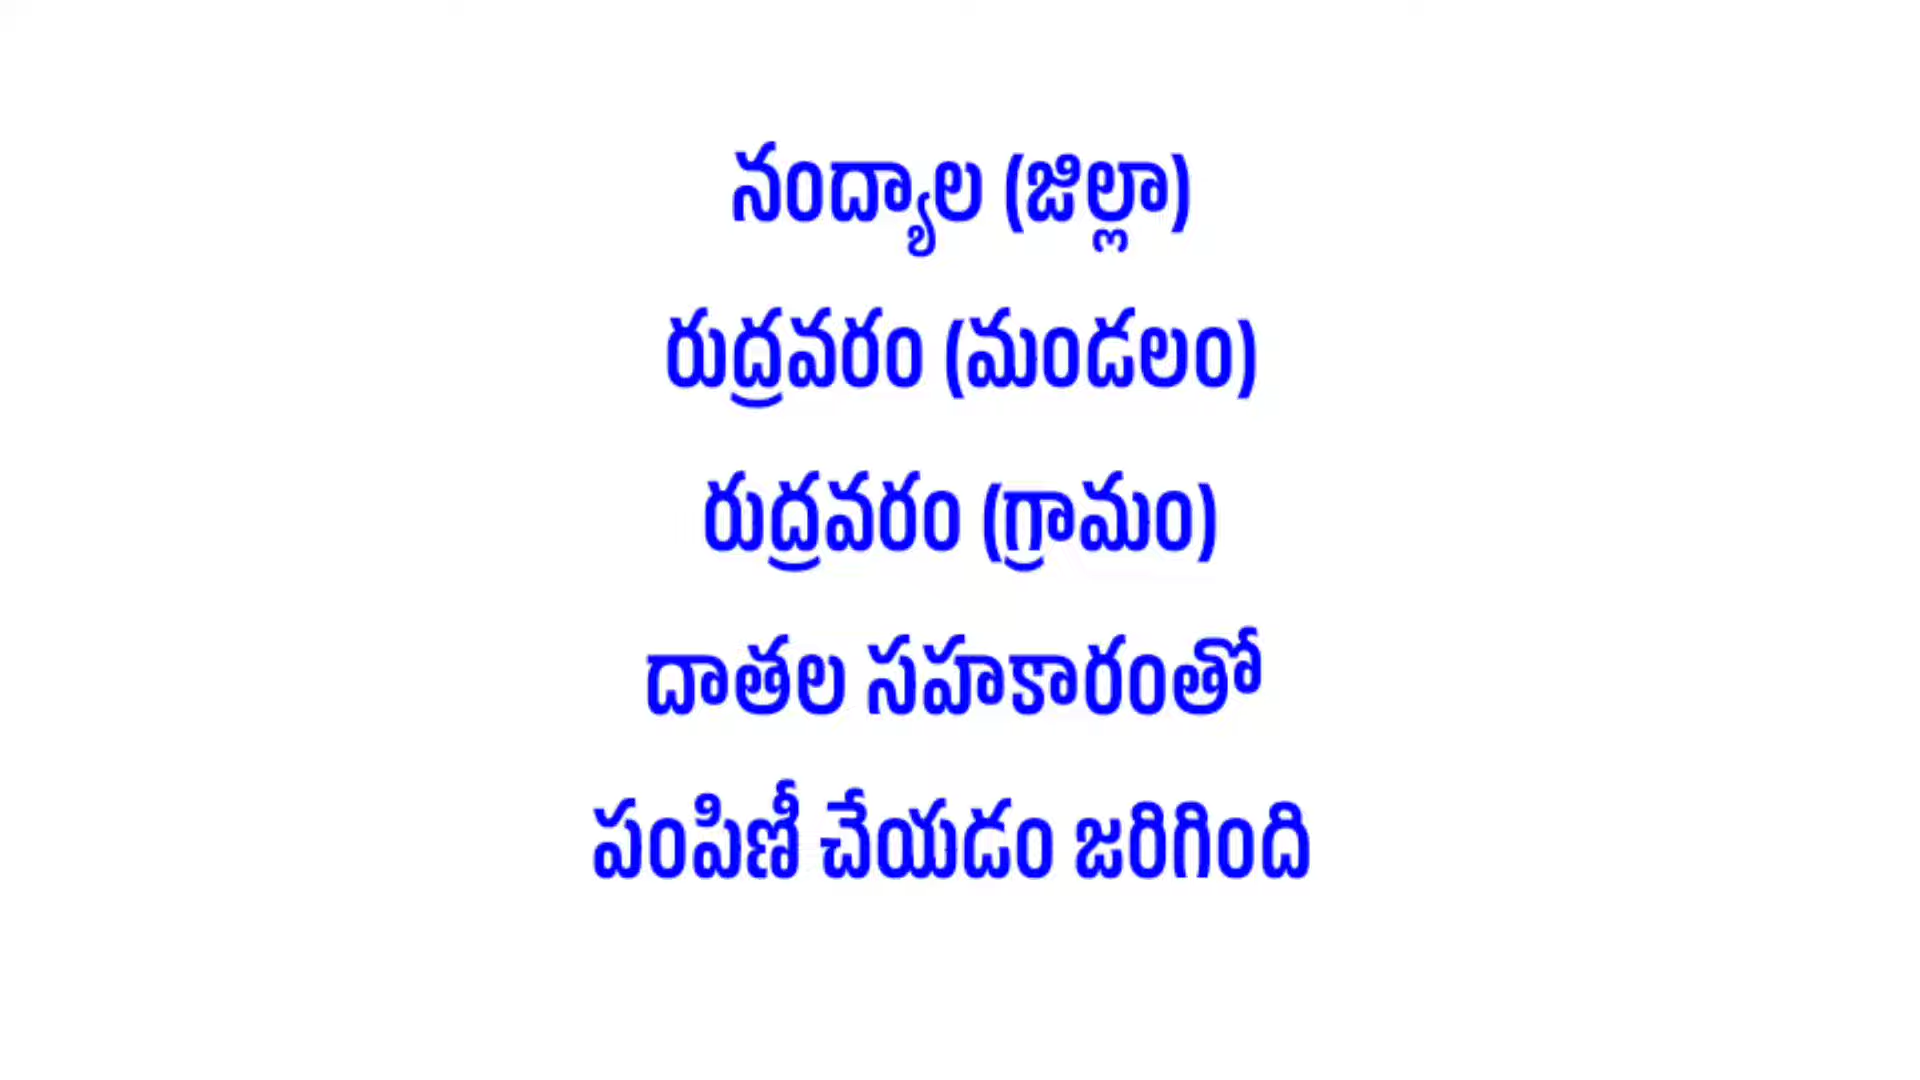 నంద్యాల (జిల్లా)
రుద్రవరం (మండలం)
రుద్రవరం (గ్రామం)
దాతల సహకారంతో
పంపిణీ చేయడం జరిగింది